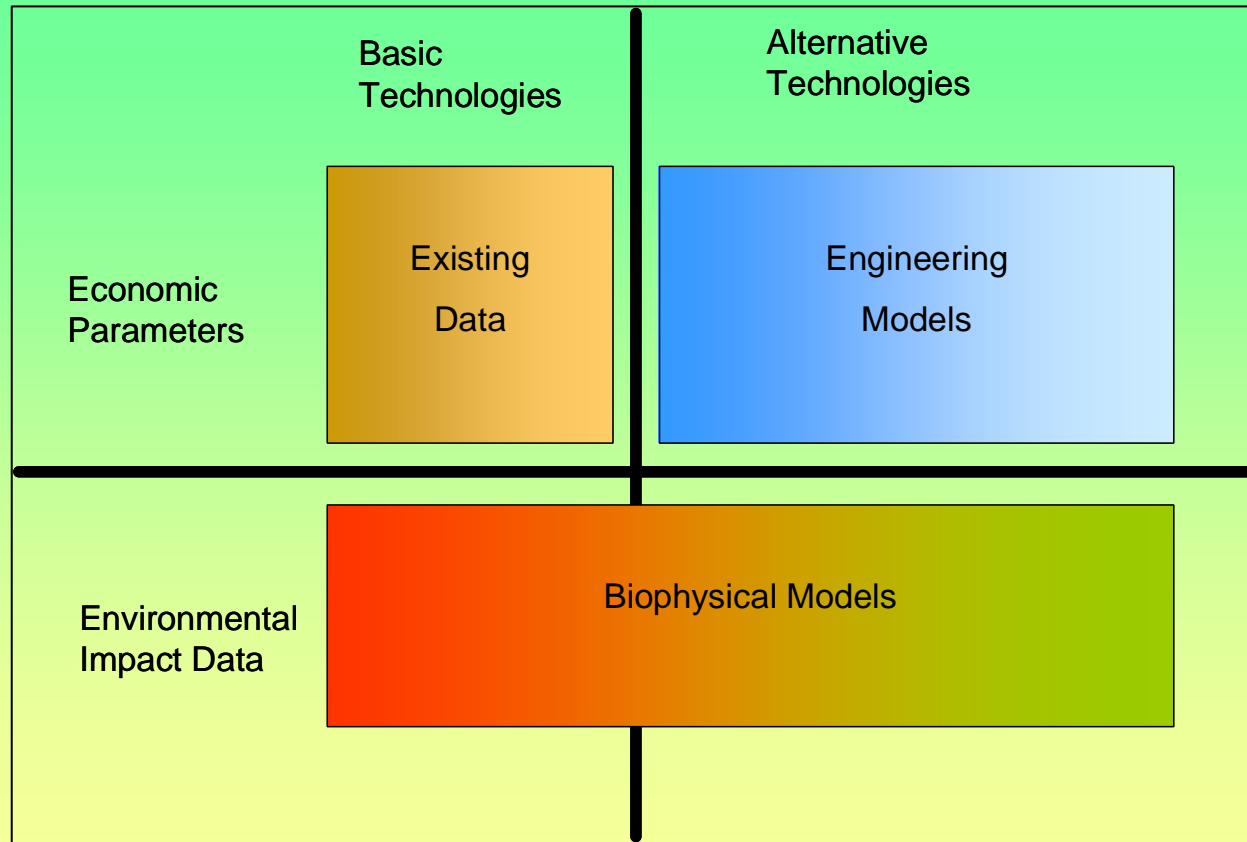 Basic
Technologies
Alternative
Technologies
Economic
Parameters
Existing
Data
Engineering
Models
Environmental
Impact Data
Biophysical Models